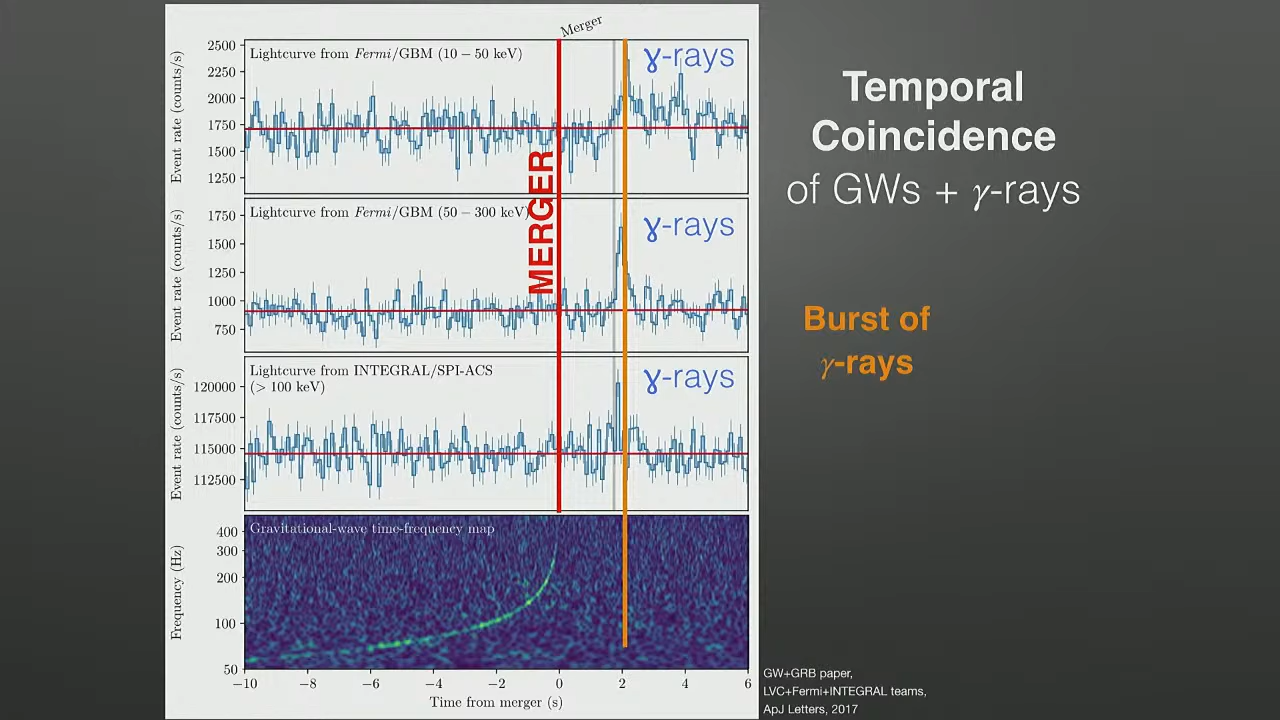 Merger
Lightcurve from Fermi/GBM (10 − 50 keV)
γ-rays
Event rate (counts/s)
2500
2250
2000
1750
1500
1250
MERGER
Lightcurve from Fermi/GBM (50 − 300 keV)
γ-rays
Event rate (counts/s)
1750
1500
1250
1000
750
Lightcurve from INTEGRAL/SPI-ACS
(> 100 keV)
γ-rays
Event rate (counts/s)
120000
117500
115000
112500
Gravitational-wave time-frequency map
Frequency (Hz)
400
300
200
100
50
−10 −8 −6 −4 −2 0 2 4 6
Time from merger (s)
Temporal
Coincidence
of GWs + γ-rays
Burst of
γ-rays
GW+GRB paper,
LVC+Fermi+INTEGRAL teams,
ApJ Letters, 2017